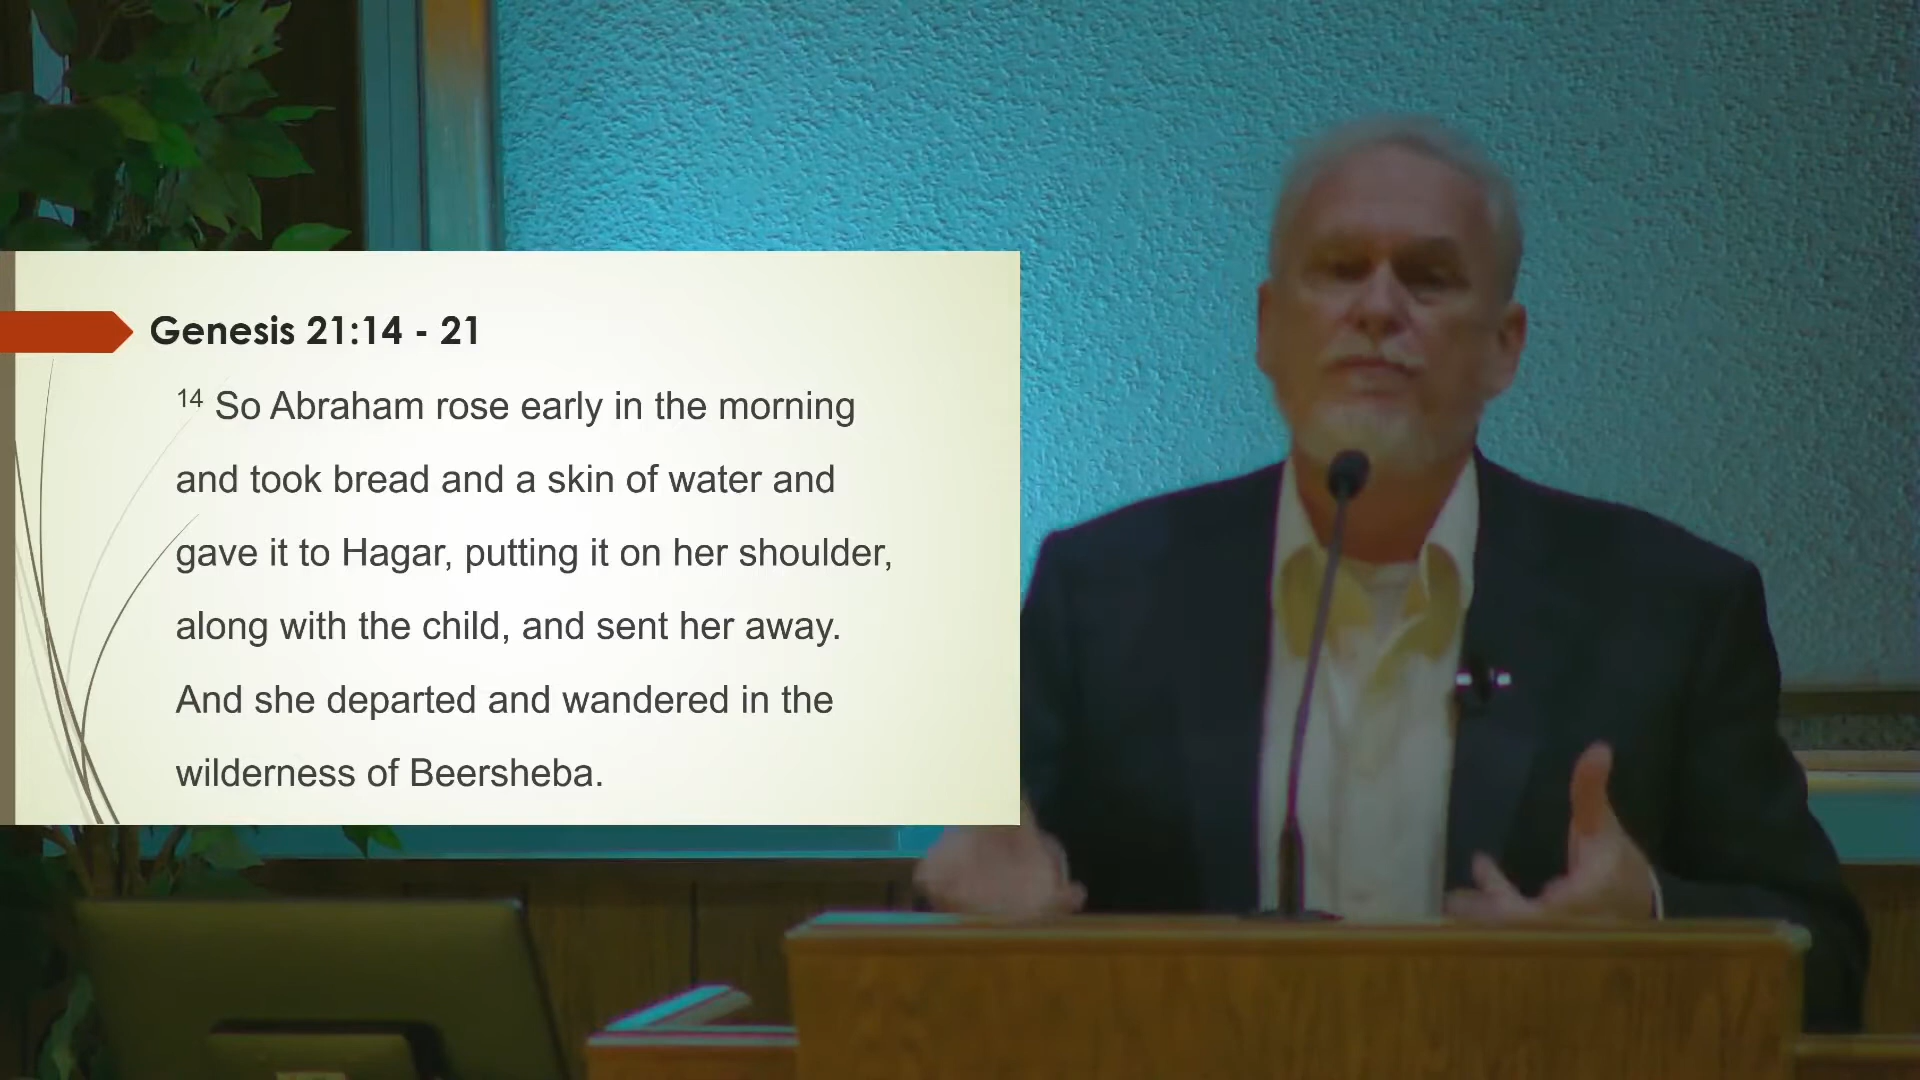 Genesis 21:14 - 21
14 So Abraham rose early in the morning
and took bread and a skin of water and
gave it to Hagar, putting it on her shoulder,
along with the child, and sent her away.
And she departed and wandered in the
wilderness of Beersheba.